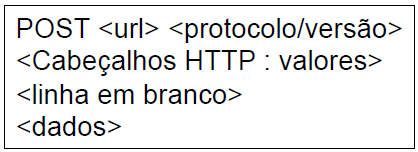 POST <url> <protocolo/versão>
<Cabeçalhos HTTP : valores>
<linha em branco>
<dados>